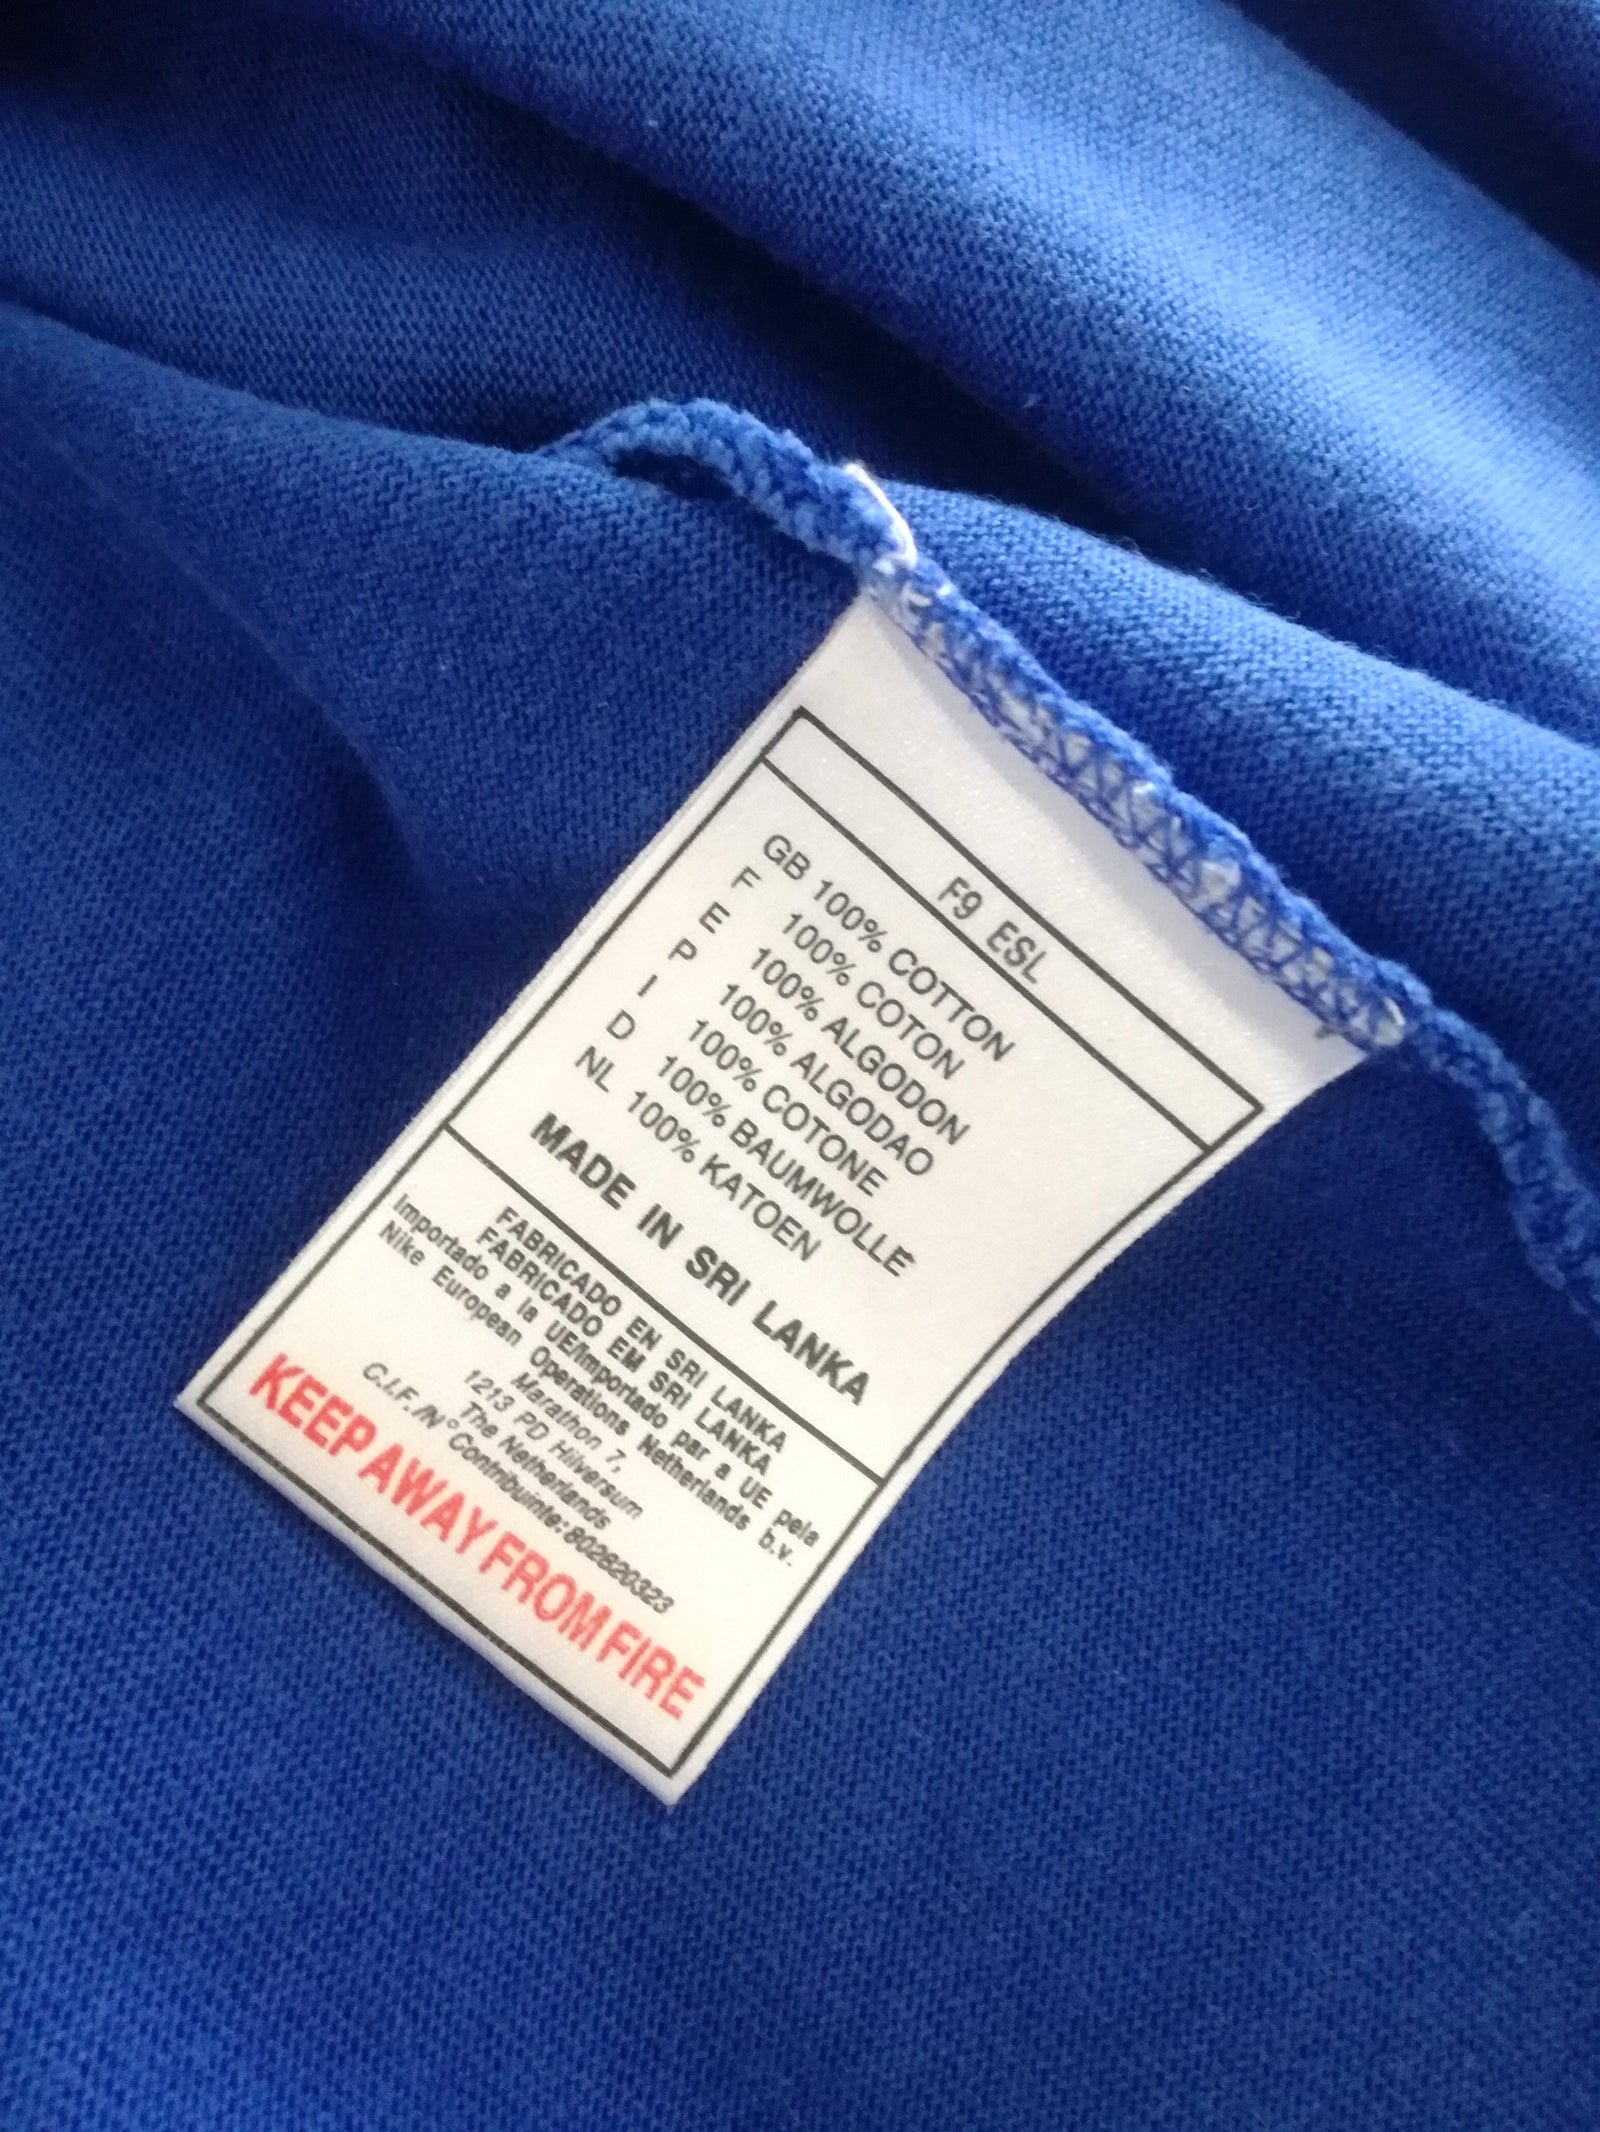 F9 ESL
GB 100% COTTON
F 100% COTON
E 100% ALGODON
P 100% ALGODAO
I 100% COTONE
D 100% BAUMWOLLE
NL 100% KATOEN
MADE IN SRI LANKA
FABRICADO EN SRI LANKA
FABRICADO EM SRI LANKA
Importado a la UE/Importado par a UE pela
Nike European Operations Netherlands b.v.
Marathon 7,
1213 PD Hilversum
The Netherlands
C.I.F./N° Contribuinte: 802820323
KEEP AWAY FROM FIRE